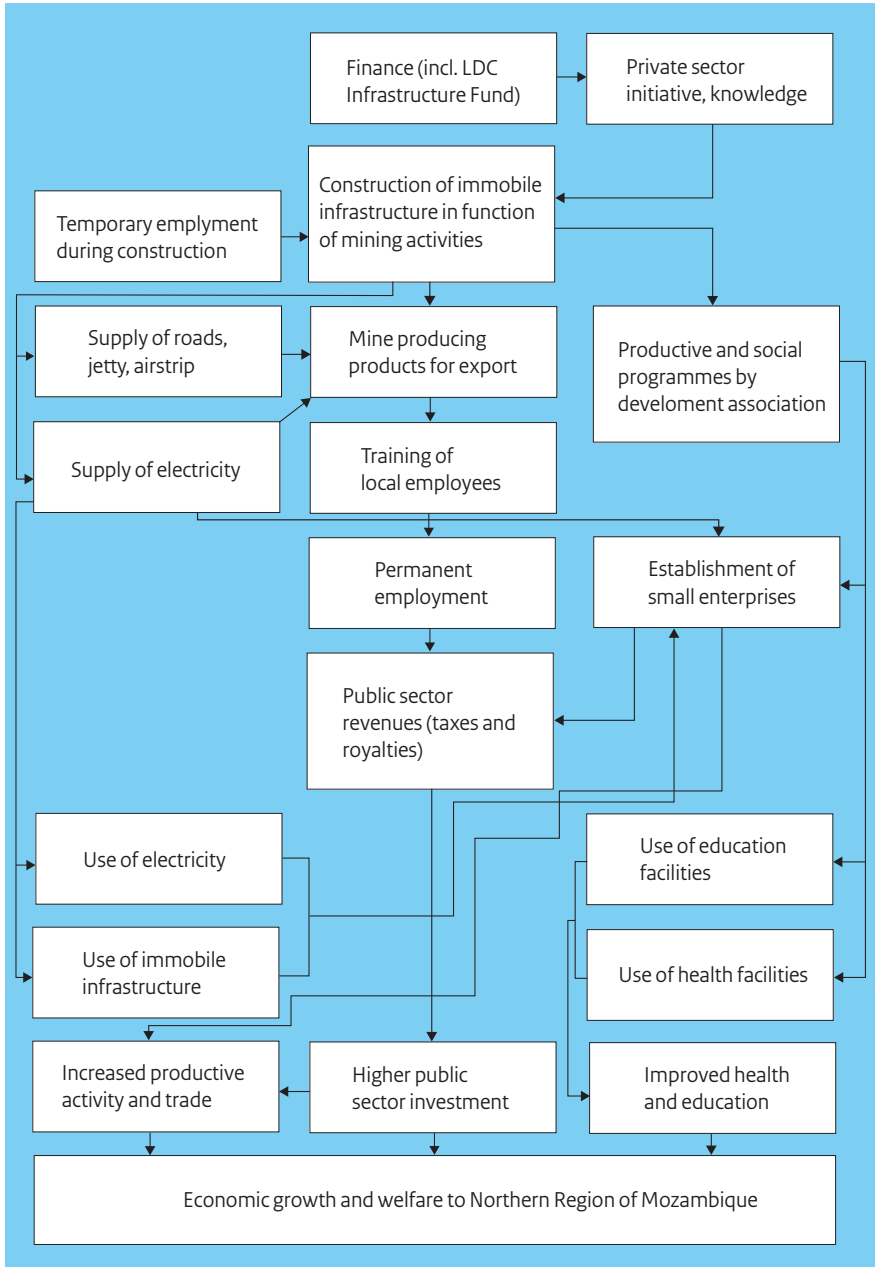 Finance (incl. LDC
Infrastructure Fund)
Private sector
initiative, knowledge
Construction of immobile
infrastructure in function
of mining activities
Temporary emplyment
during construction
Supply of roads,
jetty, airstrip
Mine producing
products for export
Productive and social
programmes by
develoment association
Supply of electricity
Training of
local employees
Permanent
employment
Establishment of
small enterprises
Public sector
revenues (taxes and
royalties)
Use of electricity
Use of education
facilities
Use of immobile
infrastructure
Use of health facilities
Increased productive
activity and trade
Higher public
sector investment
Improved health
and education
Economic growth and welfare to Northern Region of Mozambique